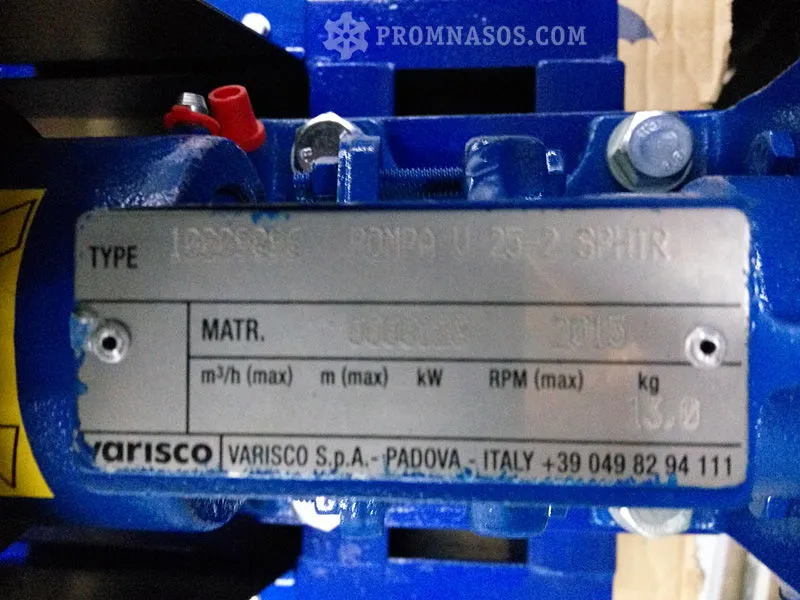 PROMNASOS.COM
TYPE POMPA V 25-2 SPHTR
MATR. 2015
m³/h (max) m (max) kW RPM (max) kg
13.0
varisco VARISCO S.p.A.- PADOVA - ITALY +39 049 82 94 111